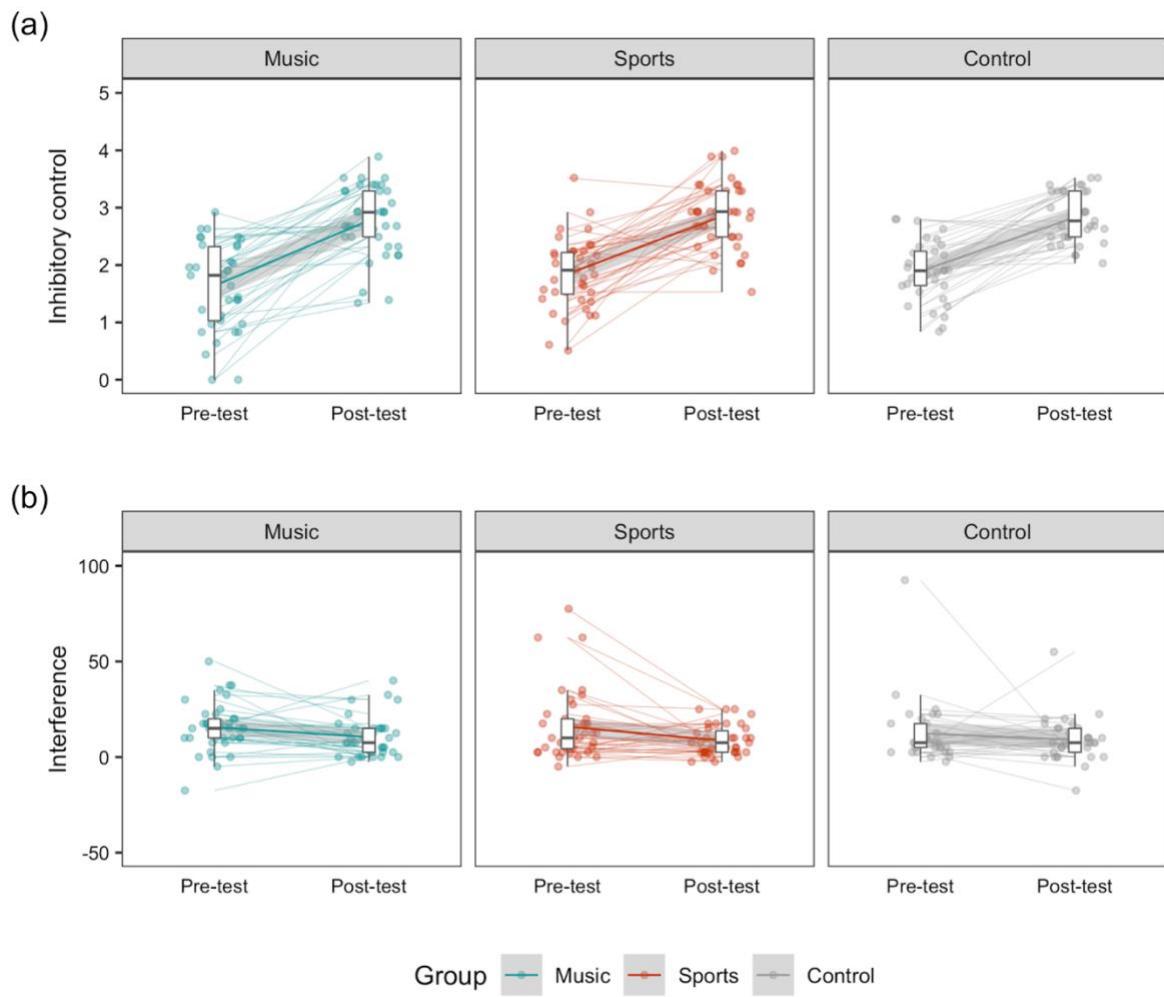 (a)
Music Sports Control
5
4
3
2
1
0
Inhibitory control
Pre-test Post-test Pre-test Post-test Pre-test Post-test
(b)
Music Sports Control
100
50
0
-50
Interference
Pre-test Post-test Pre-test Post-test Pre-test Post-test
Group Music Sports Control